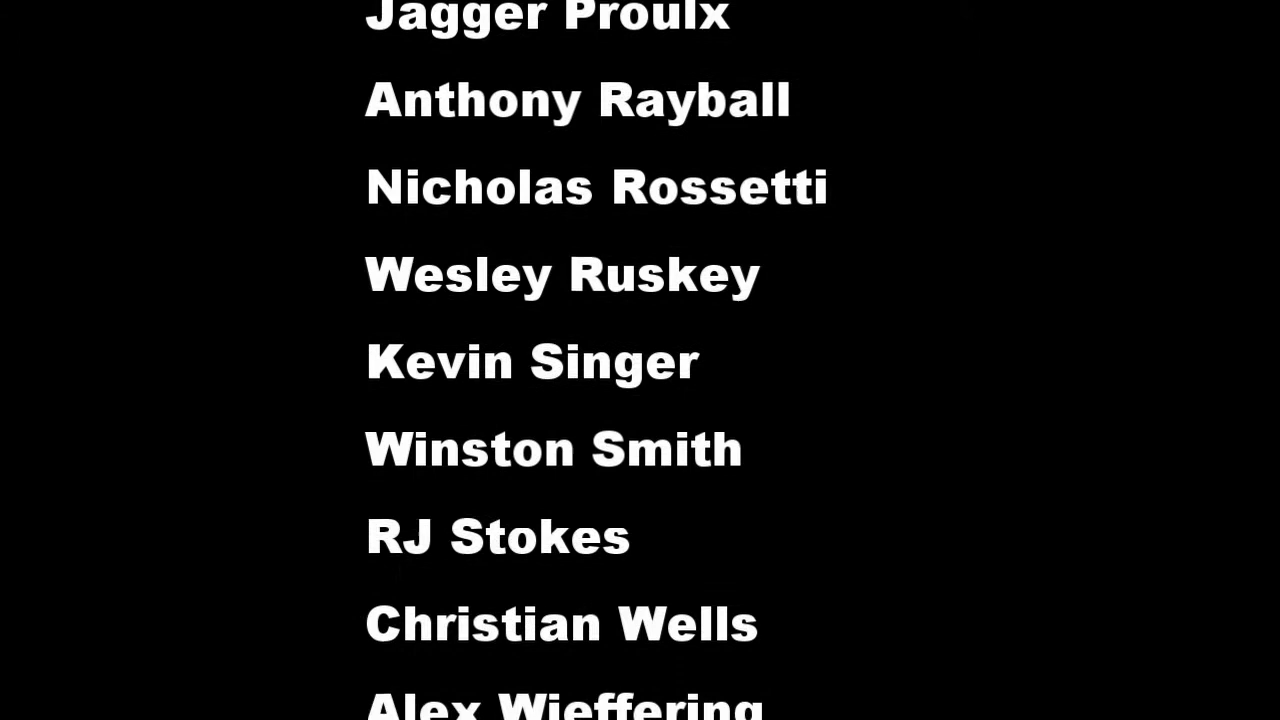 Jagger Proulx
Anthony Rayball
Nicholas Rossetti
Wesley Ruskey
Kevin Singer
Winston Smith
RJ Stokes
Christian Wells
Alex Wieffering